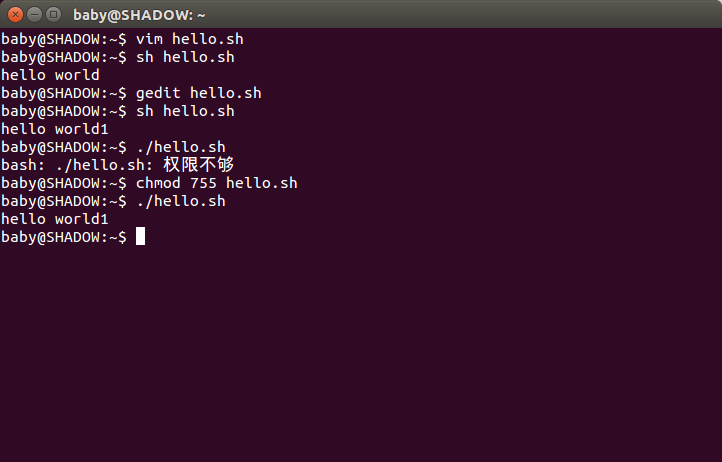 baby@SHADOW: ~
baby@SHADOW:~$ vim hello.sh
baby@SHADOW:~$ sh hello.sh
hello world
baby@SHADOW:~$ gedit hello.sh
baby@SHADOW:~$ sh hello.sh
hello world1
baby@SHADOW:~$ ./hello.sh
bash: ./hello.sh: 权限不够
baby@SHADOW:~$ chmod 755 hello.sh
baby@SHADOW:~$ ./hello.sh
hello world1
baby@SHADOW:~$